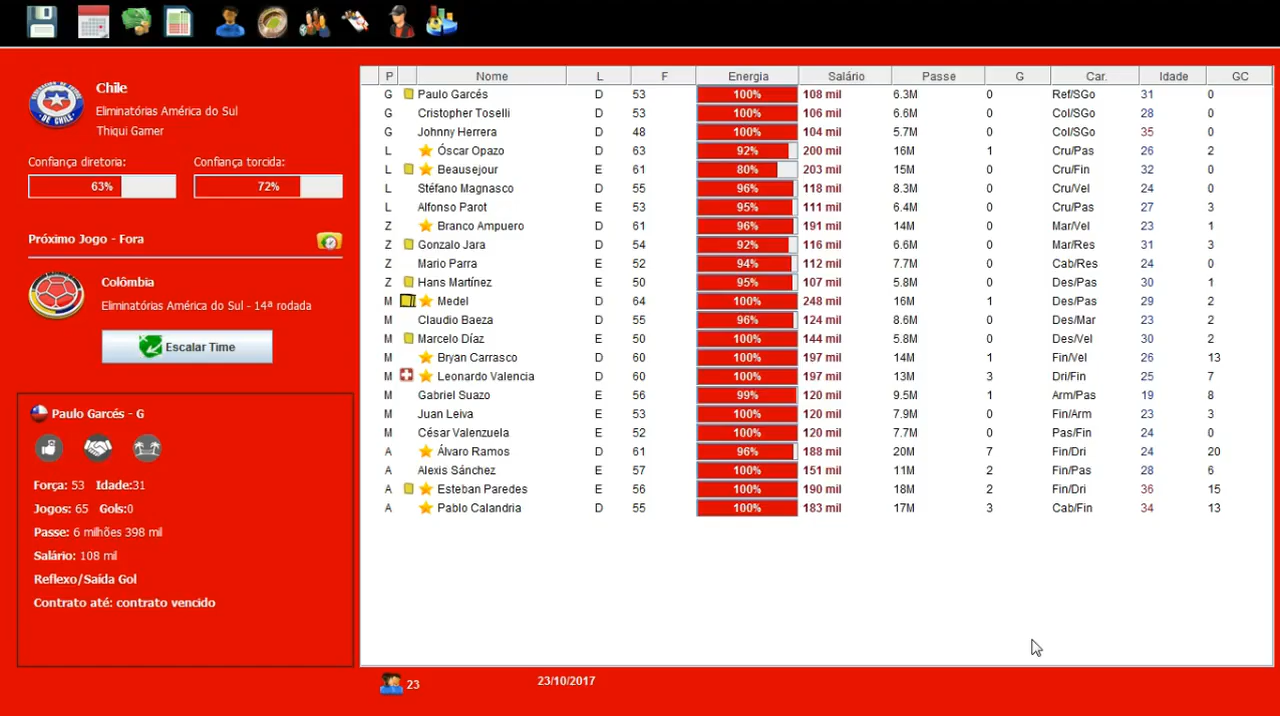 Chile
Eliminatórias América do Sul
Thiqui Gamer
Confiança diretoria: Confiança torcida:
63% 72%
Próximo Jogo - Fora
Colômbia
Eliminatórias América do Sul - 14ª rodada
Escalar Time
Paulo Garcés - G
Força: 53 Idade:31
Jogos: 65 Gols:0
Passe: 6 milhões 398 mil
Salário: 108 mil
Reflexo/Saída Gol
Contrato até: contrato vencido
P Nome L F Energia Salário Passe G Car. Idade GC
G Paulo Garcés D 53 100% 108 mil 6.3M 0 Ref/SGo 31 0
G Cristopher Toselli D 53 100% 106 mil 6.6M 0 Col/SGo 28 0
G Johnny Herrera D 48 100% 104 mil 5.7M 0 Col/SGo 35 0
L Óscar Opazo D 63 92% 200 mil 16M 1 Cru/Pas 26 2
L Beausejour E 61 80% 203 mil 15M 0 Cru/Fin 32 0
L Stéfano Magnasco D 55 96% 118 mil 8.3M 0 Cru/Vel 24 0
L Alfonso Parot E 53 95% 111 mil 6.4M 0 Cru/Pas 27 3
Z Branco Ampuero D 61 96% 191 mil 14M 0 Mar/Vel 23 1
Z Gonzalo Jara D 54 92% 116 mil 6.6M 0 Mar/Res 31 3
Z Mario Parra E 52 94% 112 mil 7.7M 0 Cab/Res 24 0
Z Hans Martínez E 50 95% 107 mil 5.8M 0 Des/Pas 30 1
M Medel D 64 100% 248 mil 16M 1 Des/Pas 29 2
M Claudio Baeza D 55 96% 124 mil 8.6M 0 Des/Mar 23 2
M Marcelo Díaz E 50 100% 144 mil 5.8M 0 Des/Vel 30 2
M Bryan Carrasco D 60 100% 197 mil 14M 1 Fin/Vel 26 13
M Leonardo Valencia D 60 100% 197 mil 13M 3 Dri/Fin 25 7
M Gabriel Suazo E 56 99% 120 mil 9.5M 1 Arm/Pas 19 8
M Juan Leiva E 53 100% 120 mil 7.9M 0 Fin/Arm 23 3
M César Valenzuela E 52 100% 120 mil 7.7M 0 Pas/Fin 24 0
A Álvaro Ramos D 61 96% 188 mil 20M 7 Fin/Dri 24 20
A Alexis Sánchez E 57 100% 151 mil 11M 2 Fin/Pas 28 6
A Esteban Paredes E 56 100% 190 mil 18M 2 Fin/Dri 36 15
A Pablo Calandria D 55 100% 183 mil 17M 3 Cab/Fin 34 13
23 23/10/2017